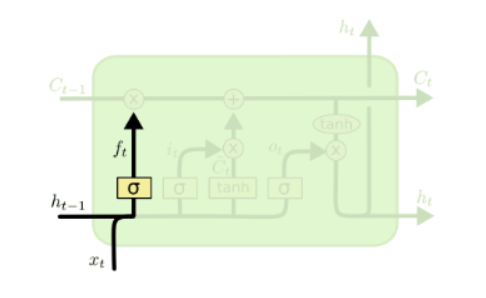 h_t
C_{t-1}
×
+
C_t
tanh
f_t
i_t
×
o_t
×
C̃_t
σ
σ
tanh
σ
h_{t-1}
h_t
x_t